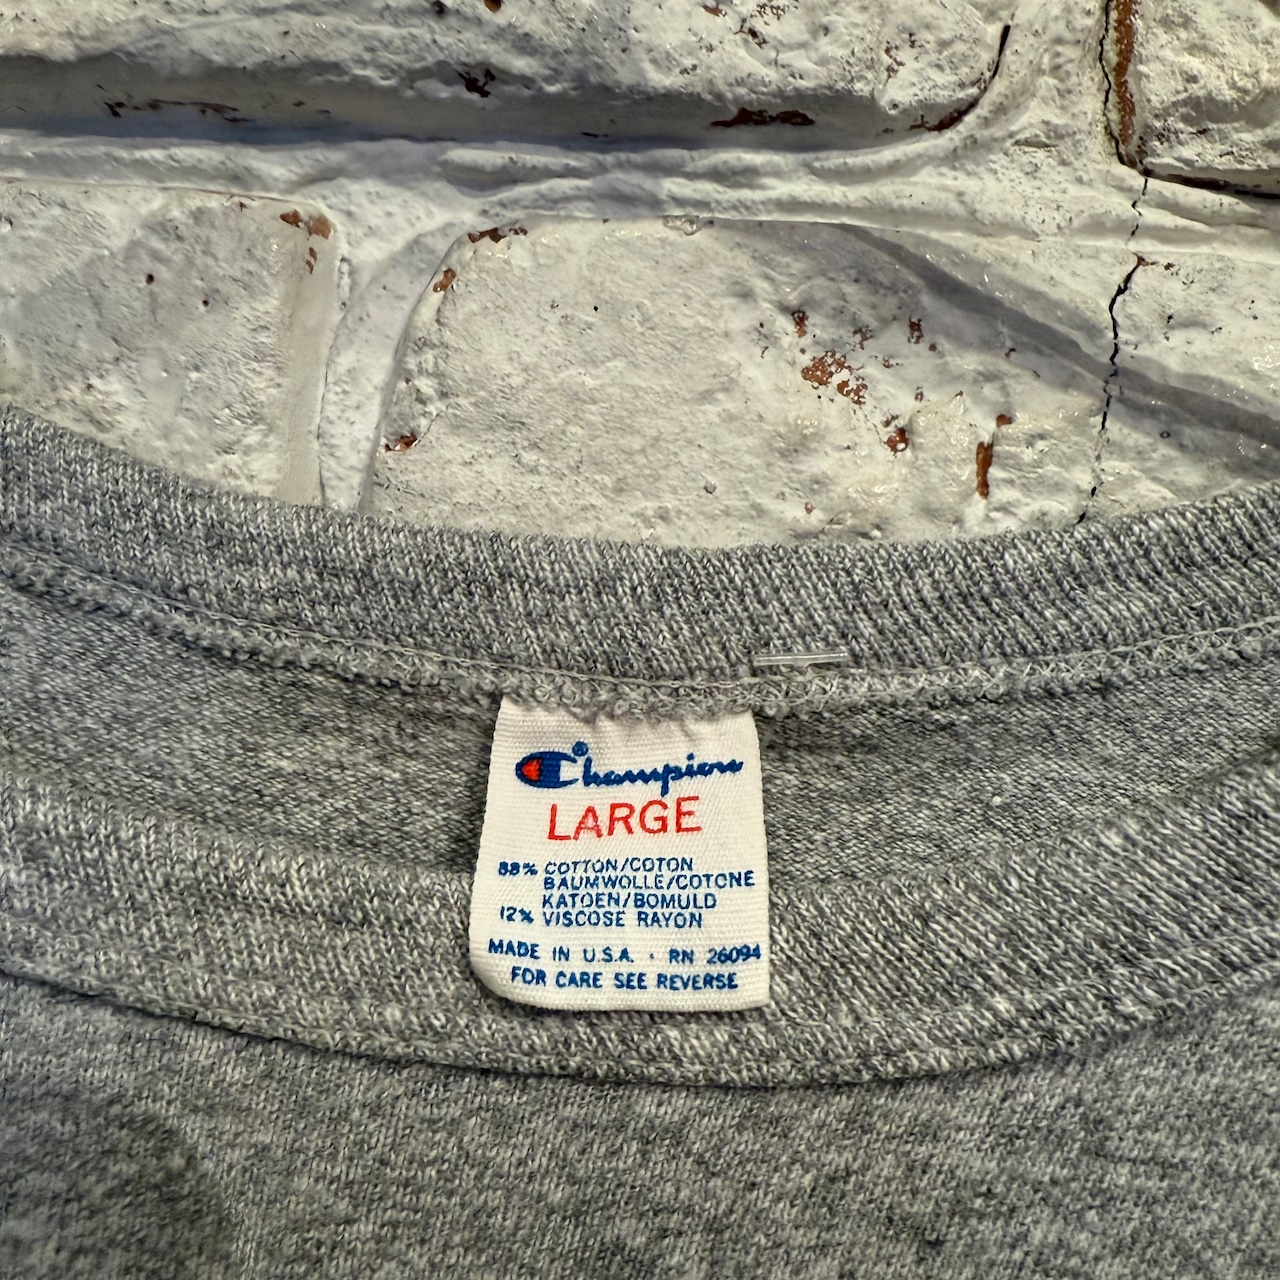 Champion®
LARGE
88% COTTON/COTON
BAUMWOLLE/COTONE
KATOEN/BOMULD
12% VISCOSE RAYON
MADE IN U.S.A. · RN 26094
FOR CARE SEE REVERSE